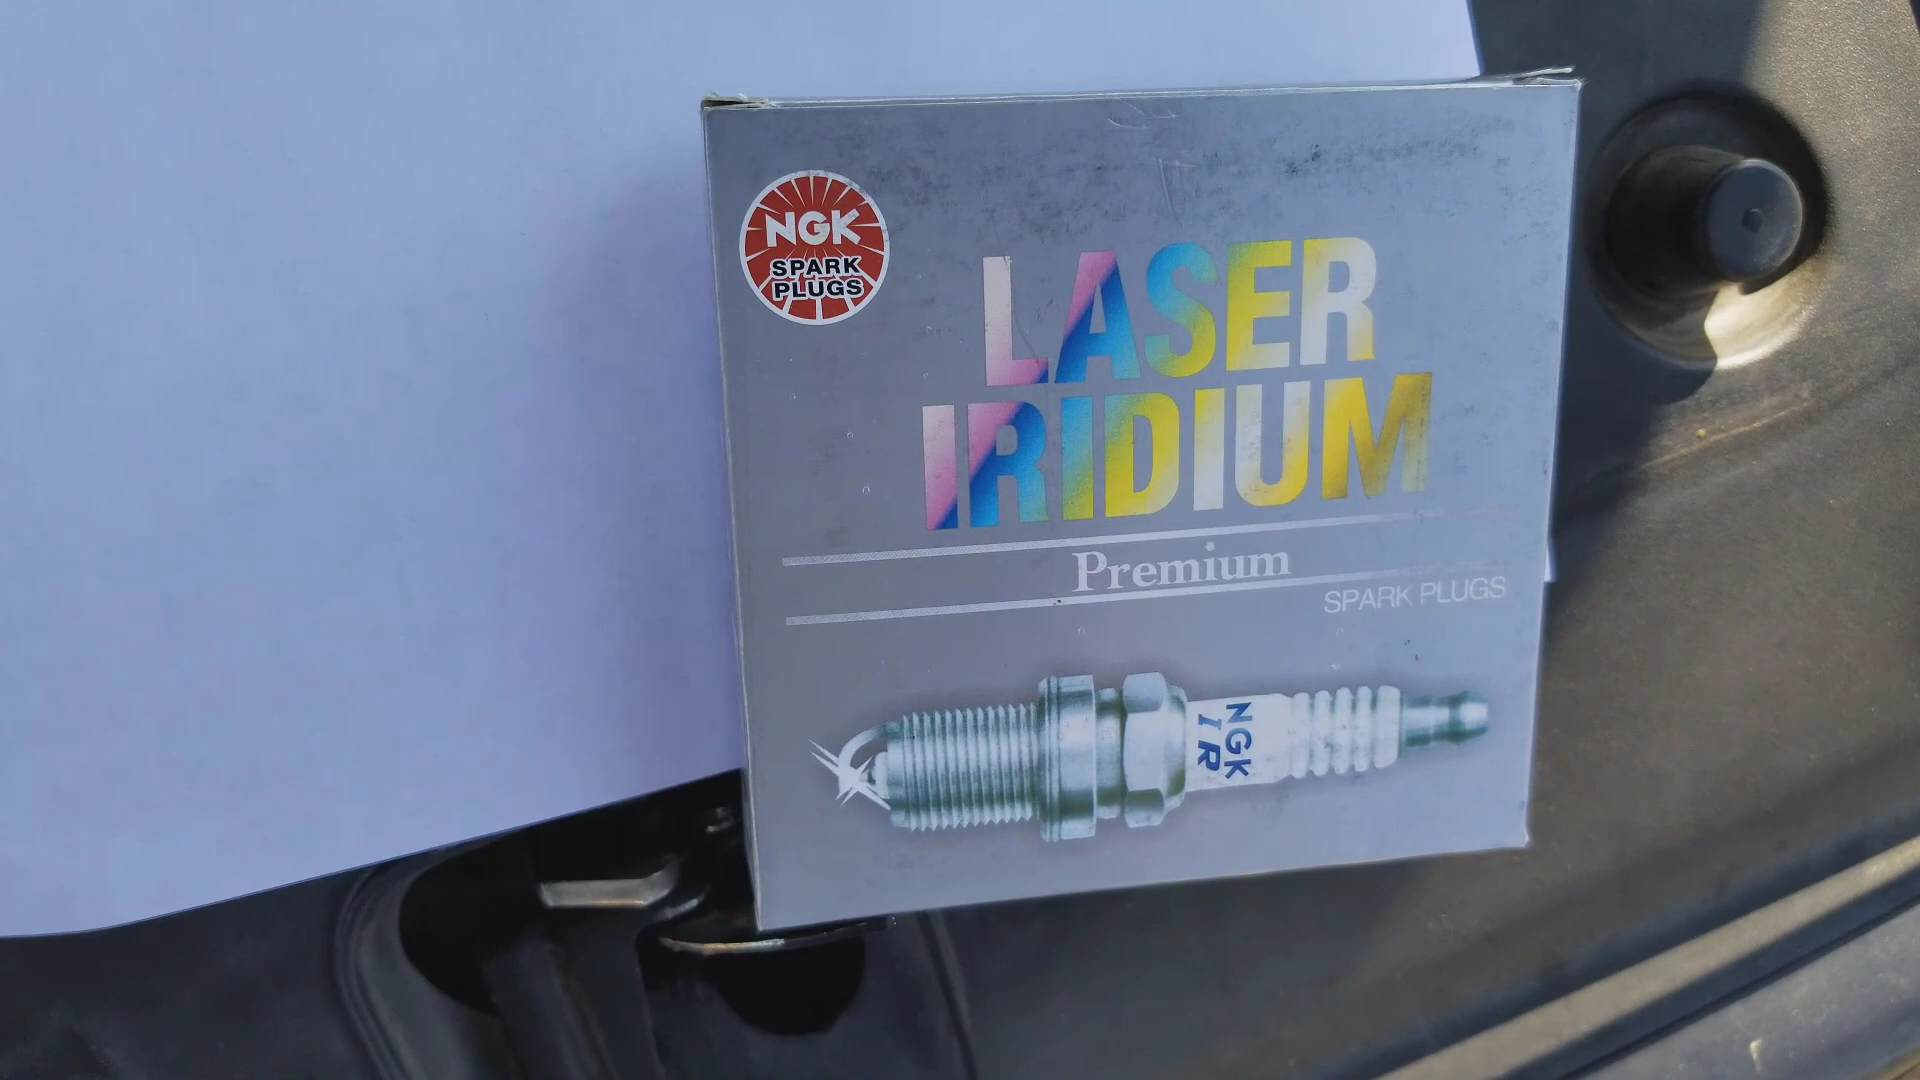 NGK
SPARK
PLUGS
LASER
IRIDIUM
Premium
SPARK PLUGS
NGK
IR